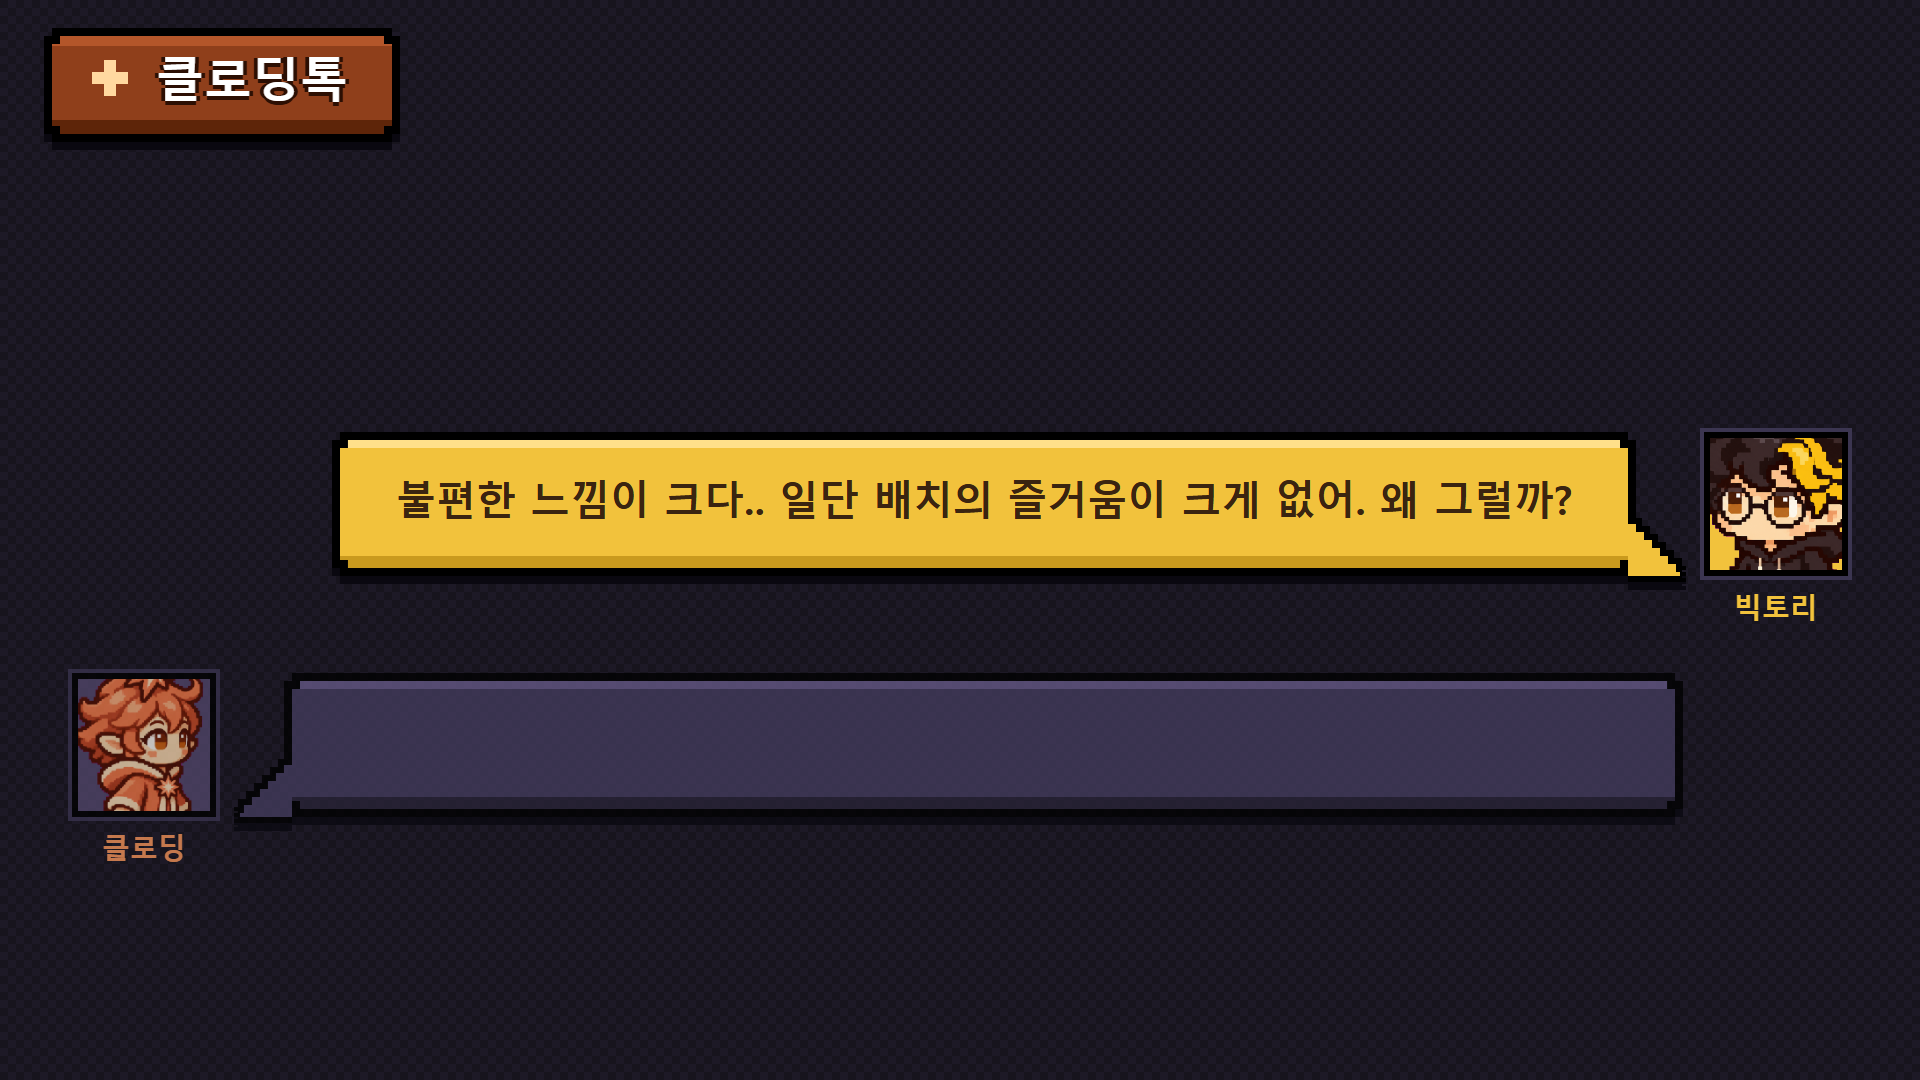 클로딩톡
불편한 느낌이 크다.. 일단 배치의 즐거움이 크게 없어. 왜 그럴까?
빅토리
클로딩